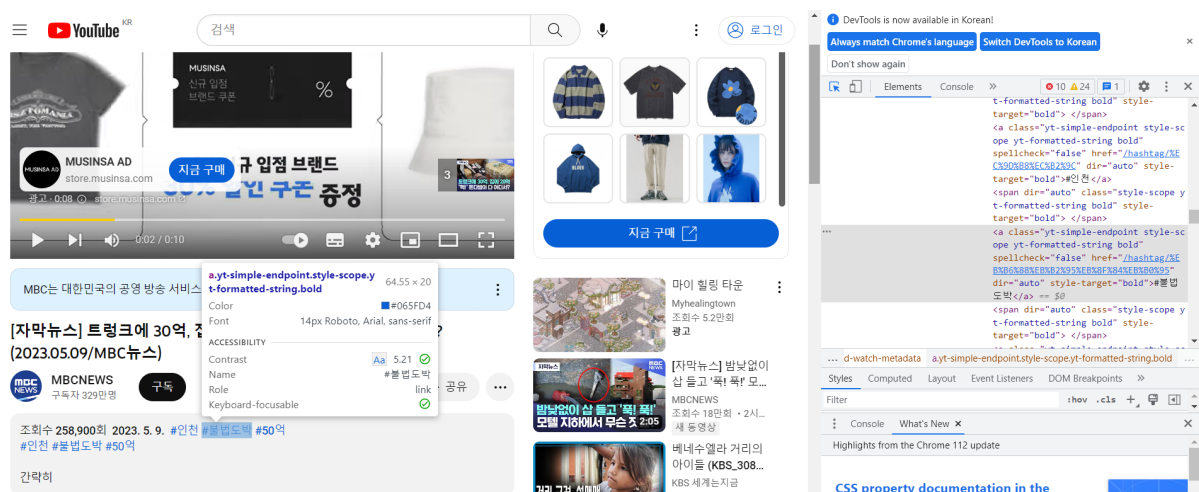 YouTube KR
검색
로그인
MUSINSA
신규 입점
브랜드 쿠폰
%
MUSINSA AD
store.musinsa.com
지금 구매
규 입점 브랜드
30% 할인 쿠폰 증정
광고 · 0:08 store.musinsa.com
3
0:02 / 0:10
지금 구매
MBC는 대한민국의 공영 방송 서비스
a.yt-simple-endpoint.style-scope.y
t-formatted-string.bold
64.55 × 20
Color #065FD4
Font 14px Roboto, Arial, sans-serif
ACCESSIBILITY
Contrast Aa 5.21
Name #불법도박
Role link
Keyboard-focusable
[자막뉴스] 트렁크에 30억, 집 ?
(2023.05.09/MBC뉴스)
MBC NEWS
MBCNEWS
구독자 329만명
구독
공유
조회수 258,900회 2023. 5. 9. #인천 #불법도박 #50억
#인천 #불법도박 #50억
간략히
마이 힐링 타운
Myhealingtown
조회수 5.2만회
광고
자막뉴스
MBC NEWS
밤낮없이 삽 들고 '푹! 푹!'
모텔 지하에서 무슨 짓
2:05
[자막뉴스] 밤낮없이
삽 들고 '푹! 푹!' 모...
MBCNEWS
조회수 18만회 • 2시...
새 동영상
베네수엘라 거리의
아이들 (KBS_308...
KBS 세계는지금
DevTools is now available in Korean!
Always match Chrome's language
Switch DevTools to Korean
Don't show again
Elements
Console
10 24 1
t-formatted-string bold" style-
target="bold"> </span>
<a class="yt-simple-endpoint style-s
cope yt-formatted-string bold"
spellcheck="false" href="/hashtag/%E
C%9D%B8%EC%B2%9C" dir="auto" style-
target="bold">#인천</a>
<span dir="auto" class="style-scope
yt-formatted-string bold" style-
target="bold"> </span>
<a class="yt-simple-endpoint style-s
cope yt-formatted-string bold"
spellcheck="false" href="/hashtag/%E
B%B6%88%EB%B2%95%EB%8F%84%EB%B0%95"
dir="auto" style-target="bold">#불법
도박</a> == $0
<span dir="auto" class="style-scope y
t-formatted-string bold" style-
target="bold"> </span>
... d-watch-metadata a.yt-simple-endpoint.style-scope.yt-formatted-string.bold ...
Styles
Computed
Layout
Event Listeners
DOM Breakpoints
Filter
:hov .cls
Console
What's New
Highlights from the Chrome 112 update
CSS property documentation in the